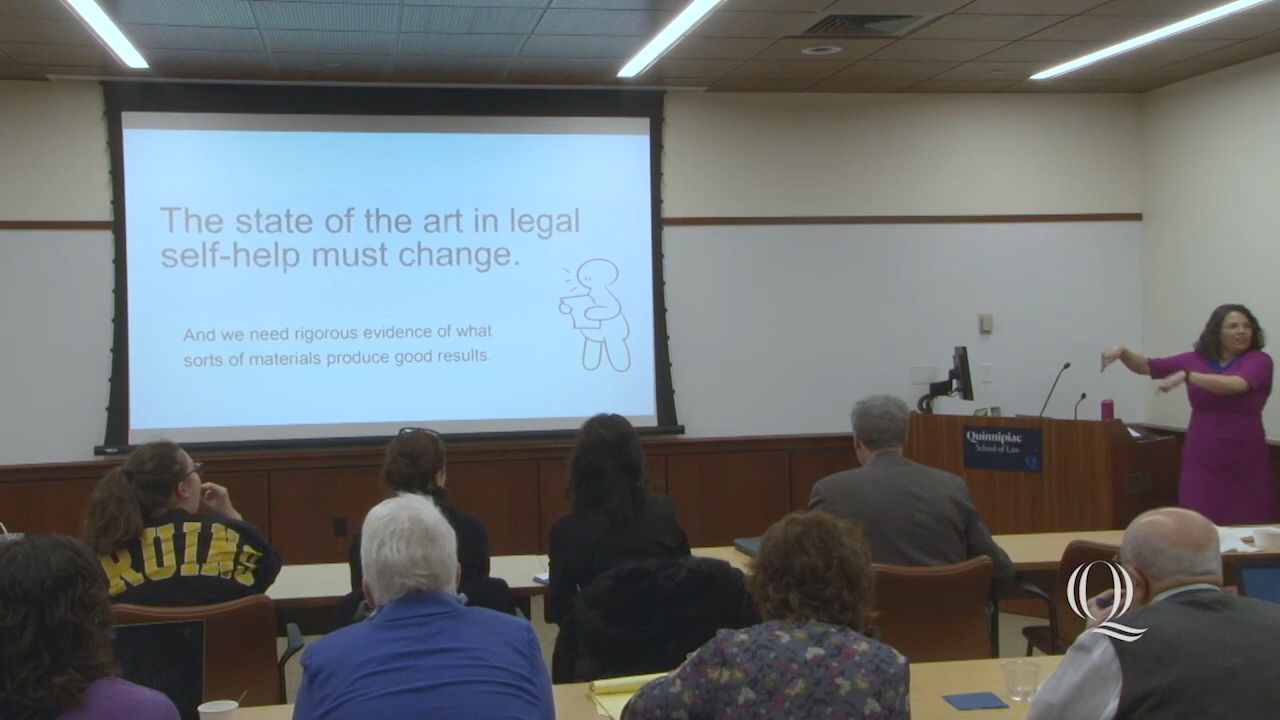 The state of the art in legal
self-help must change.
And we need rigorous evidence of what
sorts of materials produce good results.
Quinnipiac
School of Law
RUINS
Q